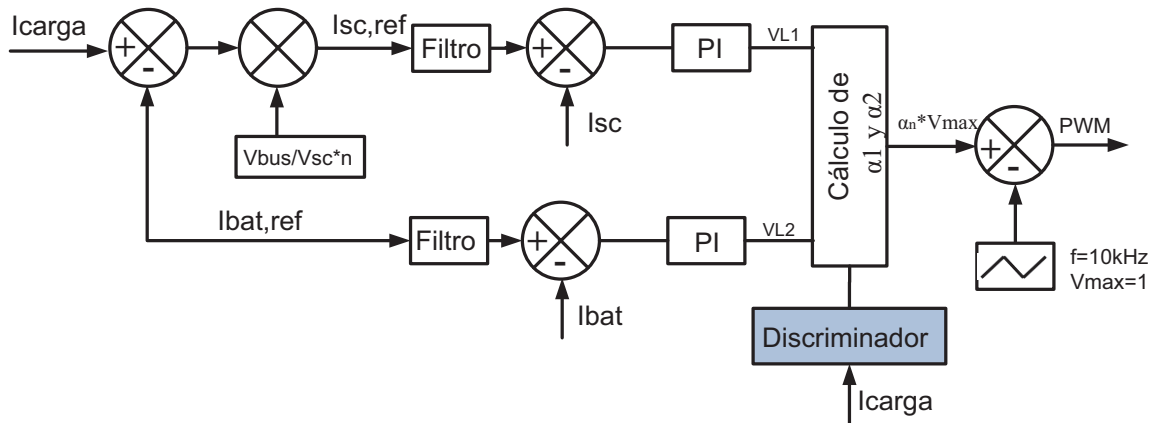 Icarga
+
-
Isc,ref
Vbus/Vsc*n
Filtro
+
-
Isc
PI
VL1
Ibat,ref
Filtro
+
-
Ibat
PI
VL2
Cálculo de
α1 y α2
Discriminador
Icarga
αn*Vmax
+
-
PWM
f=10kHz
Vmax=1